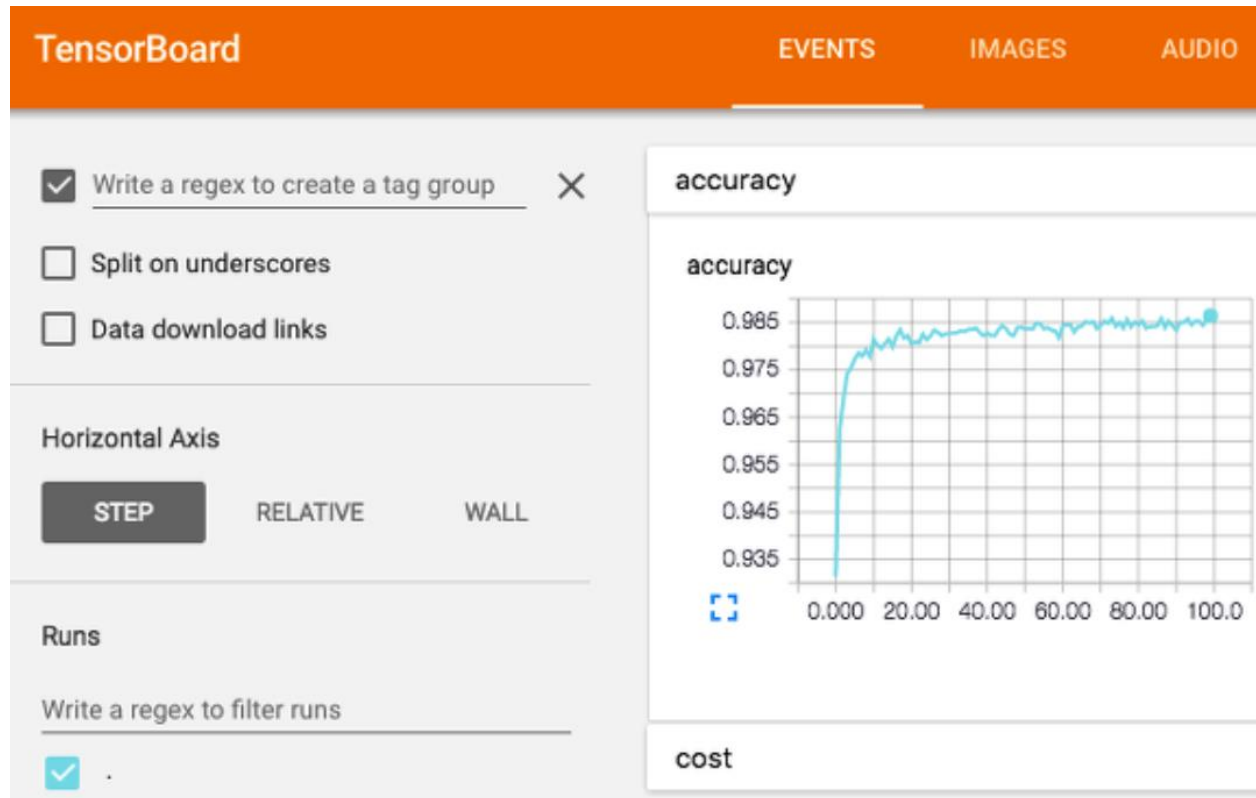 TensorBoard
EVENTS IMAGES AUDIO
Write a regex to create a tag group
Split on underscores
Data download links
Horizontal Axis
STEP RELATIVE WALL
Runs
Write a regex to filter runs
.
accuracy
accuracy
0.985
0.975
0.965
0.955
0.945
0.935
0.000 20.00 40.00 60.00 80.00 100.0
cost